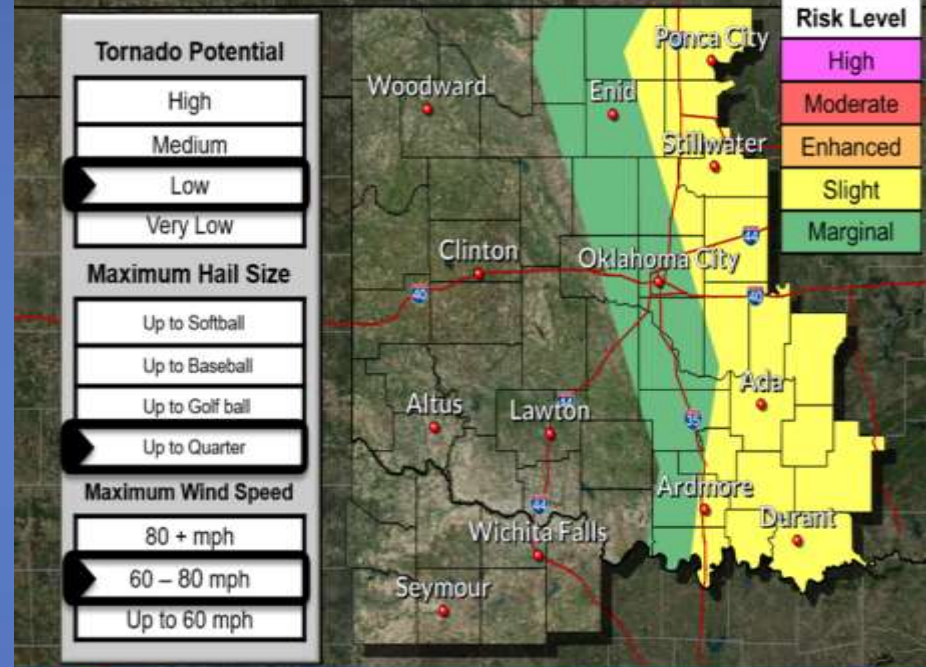 Tornado Potential
High
Medium
Low
Very Low
Maximum Hail Size
Up to Softball
Up to Baseball
Up to Golf ball
Up to Quarter
Maximum Wind Speed
80 + mph
60 – 80 mph
Up to 60 mph
Ponca City
Woodward
Enid
Stillwater
44
Clinton
Oklahoma City
40
40
Ada
Altus
Lawton
44
35
Ardmore
44
Durant
Wichita Falls
Seymour
Risk Level
High
Moderate
Enhanced
Slight
Marginal